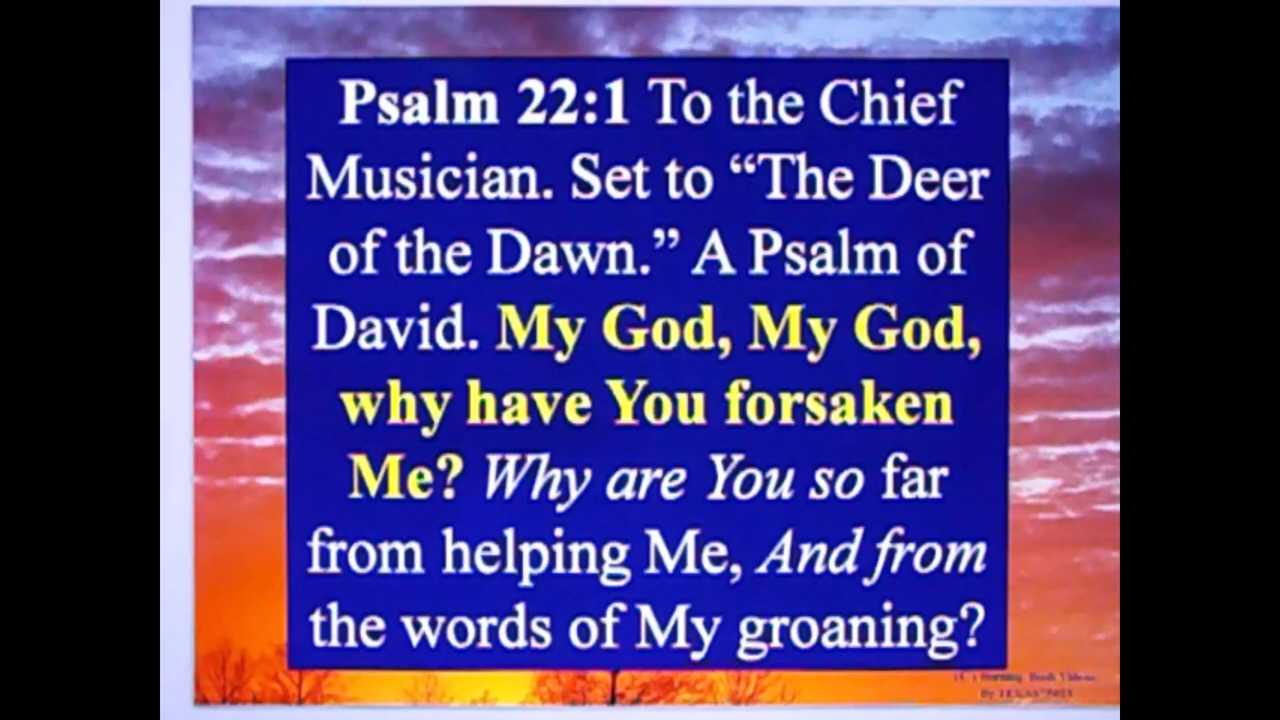 Psalm 22:1 To the Chief
Musician. Set to “The Deer
of the Dawn.” A Psalm of
David. My God, My God,
why have You forsaken
Me? Why are You so far
from helping Me, And from
the words of My groaning?